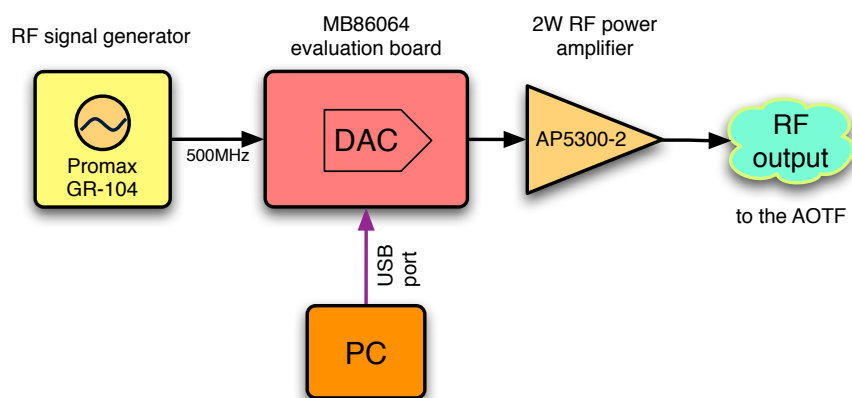 RF signal generator
MB86064
evaluation board
2W RF power
amplifier
Promax
GR-104
500MHz
DAC
AP5300-2
RF
output
to the AOTF
USB
port
PC